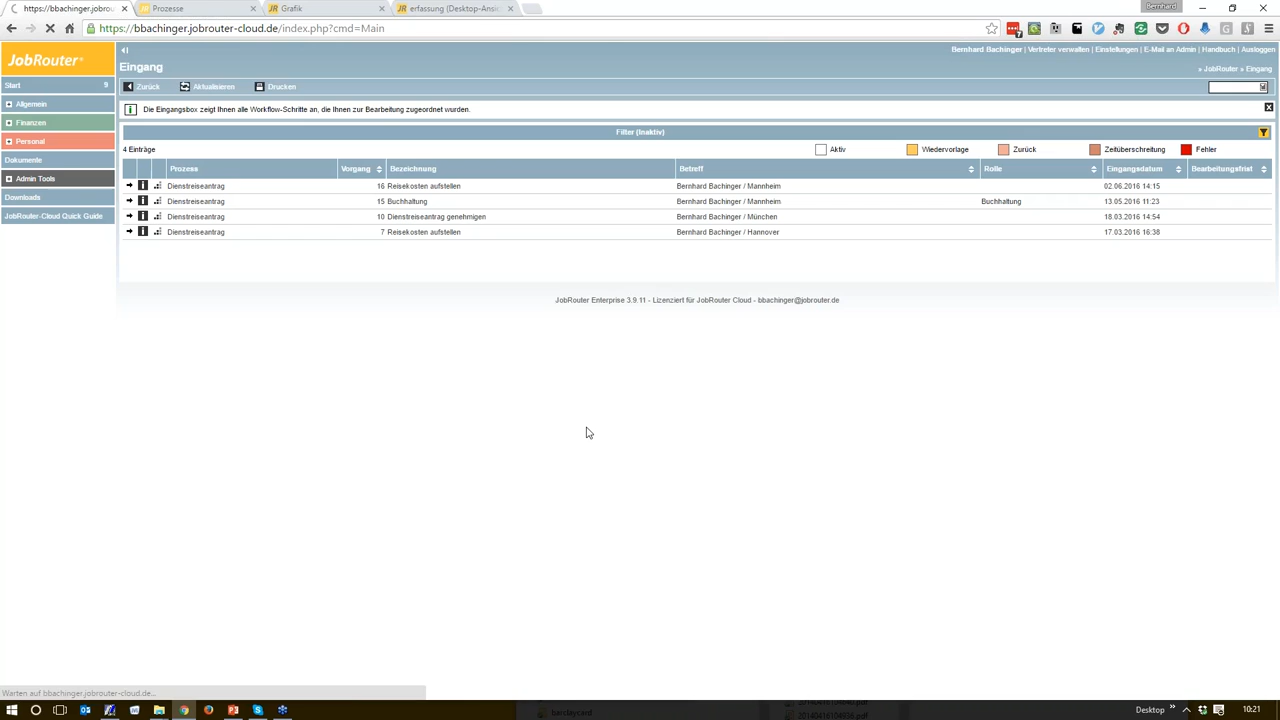 https://bbachinger.jobrou
Prozesse
Grafik
erfassung (Desktop-Ansic
Bernhard
https://bbachinger.jobrouter-cloud.de/index.php?cmd=Main
JobRouter
Bernhard Bachinger | Vertreter verwalten | Einstellungen | E-Mail an Admin | Handbuch | Ausloggen
Eingang
» JobRouter » Eingang
Start 9
Zurück Aktualisieren Drucken
Allgemein
Die Eingangsbox zeigt Ihnen alle Workflow-Schritte an, die Ihnen zur Bearbeitung zugeordnet wurden.
Finanzen
Filter (Inaktiv)
Personal
4 Einträge Aktiv Wiedervorlage Zurück Zeitüberschreitung Fehler
Dokumente
Prozess Vorgang Bezeichnung Betreff Rolle Eingangsdatum Bearbeitungsfrist
Admin Tools
Dienstreiseantrag 16 Reisekosten aufstellen Bernhard Bachinger / Mannheim 02.06.2016 14:15
Downloads
Dienstreiseantrag 15 Buchhaltung Bernhard Bachinger / Mannheim Buchhaltung 13.05.2016 11:23
JobRouter-Cloud Quick Guide
Dienstreiseantrag 10 Dienstreiseantrag genehmigen Bernhard Bachinger / München 18.03.2016 14:54
Dienstreiseantrag 7 Reisekosten aufstellen Bernhard Bachinger / Hannover 17.03.2016 16:38
JobRouter Enterprise 3.9.11 - Lizenziert für JobRouter Cloud - bbachinger@jobrouter.de
Warten auf bbachinger.jobrouter-cloud.de...
barclaycard
Desktop
10:21